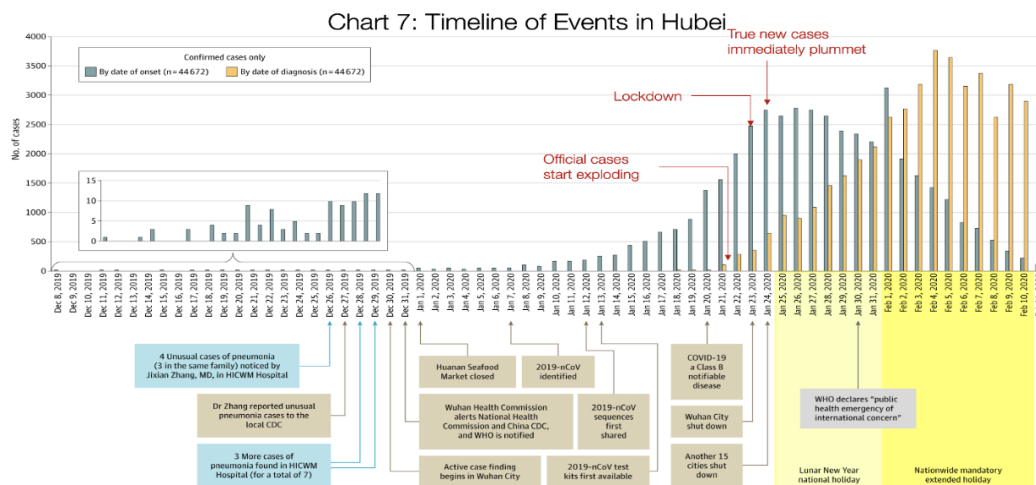 Chart 7: Timeline of Events in Hubei
True new cases
immediately plummet
Lockdown
Official cases
start exploding
Confirmed cases only
By date of onset (n=44672)
By date of diagnosis (n=44672)
No. of cases
4000
3500
3000
2500
2000
1500
1000
500
0
15
10
5
0
Dec 8, 2019
Dec 9, 2019
Dec 10, 2019
Dec 11, 2019
Dec 11, 2019
Dec 13, 2019
Dec 14, 2019
Dec 15, 2019
Dec 16, 2019
Dec 17, 2019
Dec 18, 2019
Dec 19, 2019
Dec 20, 2019
Dec 21, 2019
Dec 22, 2019
Dec 23, 2019
Dec 24, 2019
Dec 25, 2019
Dec 26, 2019
Dec 27, 2019
Dec 28, 2019
Dec 29, 2019
Dec 31, 2019
Jan 1, 2020
Jan 2, 2020
Jan 3, 2020
Jan 4, 2020
Jan 5, 2020
Jan 6, 2020
Jan 7, 2020
Jan 8, 2020
Jan 9, 2020
Jan 10, 2020
Jan 11, 2020
Jan 12, 2020
Jan 13, 2020
Jan 14, 2020
Jan 15, 2020
Jan 16, 2020
Jan 17, 2020
Jan 18, 2020
Jan 19, 2020
Jan 20, 2020
Jan 21, 2020
Jan 22, 2020
Jan 23, 2020
Jan 24, 2020
Jan 25, 2020
Jan 26, 2020
Jan 27, 2020
Jan 28, 2020
Jan 29, 2020
Jan 30, 2020
Jan 31, 2020
Feb 1, 2020
Feb 2, 2020
Feb 3, 2020
Feb 4, 2020
Feb 5, 2020
Feb 6, 2020
Feb 7, 2020
Feb 8, 2020
Feb 9, 2020
Feb 10, 2020
4 Unusual cases of pneumonia
(3 in the same family) noticed by
Jixian Zhang, MD, in HICWM Hospital
Dr Zhang reported unusual
pneumonia cases to the
local CDC
3 More cases of
pneumonia found in HICWM
Hospital (for a total of 7)
Huanan Seafood
Market closed
Wuhan Health Commission
alerts National Health
Commission and China CDC,
and WHO is notified
Active case finding
begins in Wuhan City
2019-nCoV
identified
2019-nCoV
sequences
first
shared
2019-nCoV test
kits first available
COVID-19
a Class B
notifiable
disease
Wuhan City
shut down
Another 15
cities shut
down
WHO declares "public
health emergency of
international concern"
Lunar New Year
national holiday
Nationwide mandatory
extended holiday